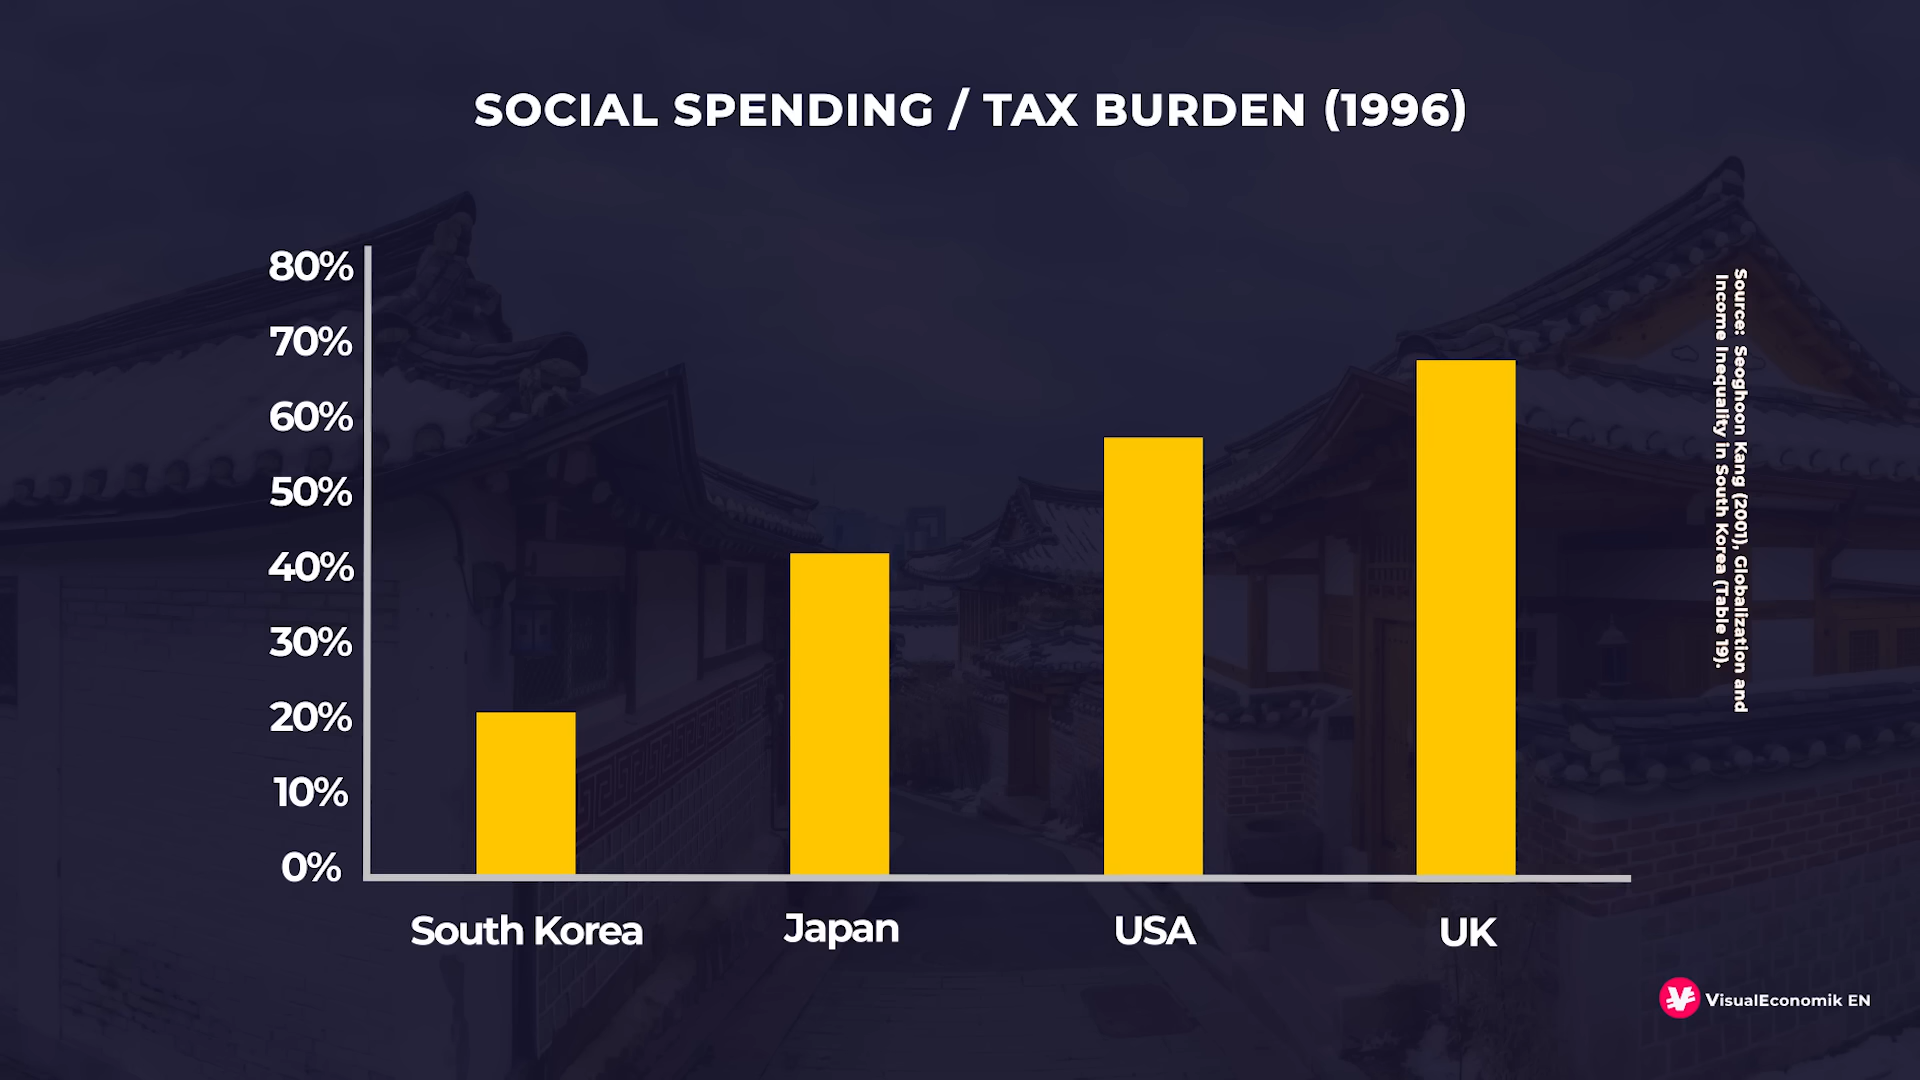 SOCIAL SPENDING / TAX BURDEN (1996)
80%
70%
60%
50%
40%
30%
20%
10%
0%
South Korea
Japan
USA
UK
Source: Seoghoon Kang (2001), Globalization and
Income Inequality in South Korea (Table 19).
VisualEconomik EN